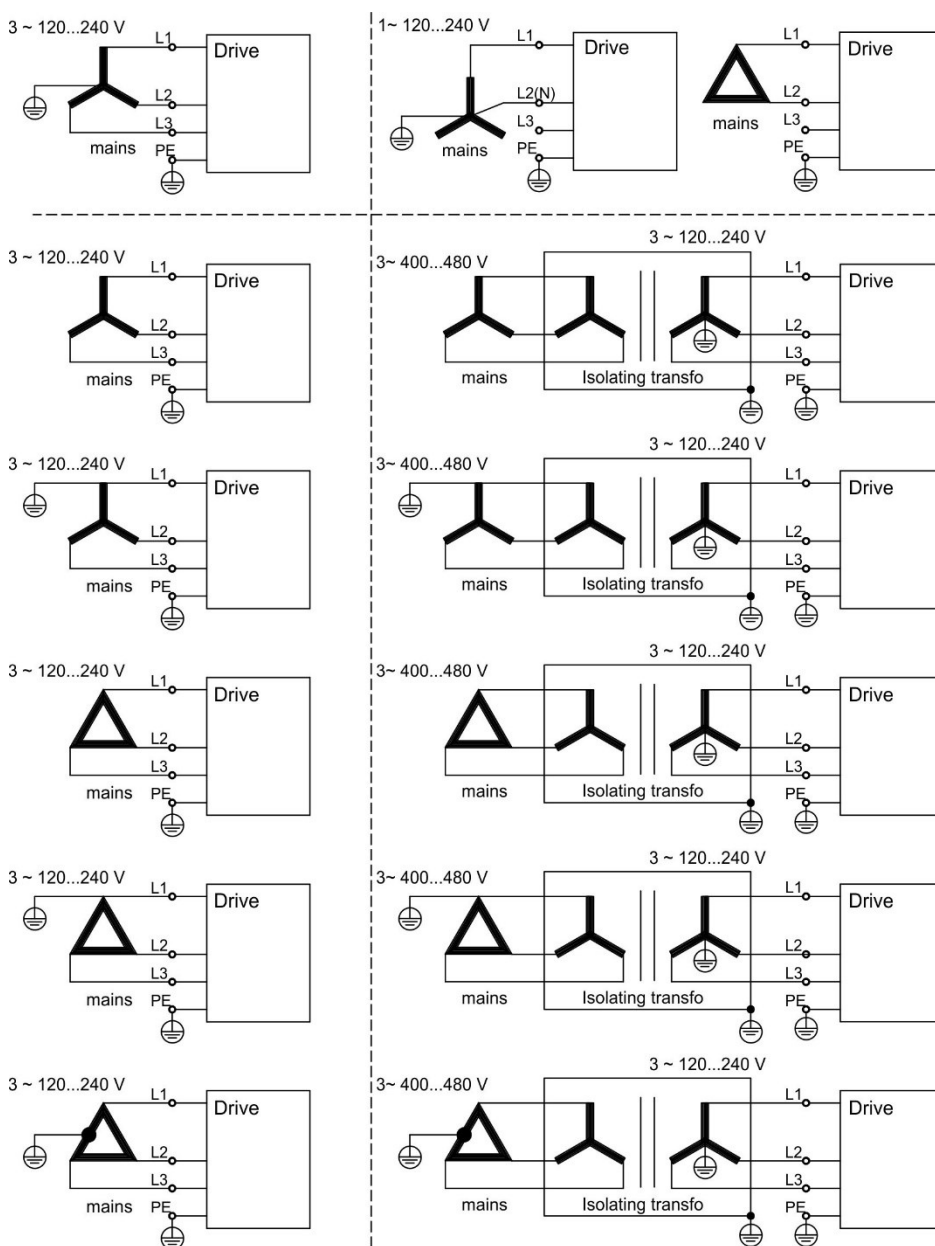 3 ~ 120...240 V
L1
Drive
L2
L3
mains
PE
1~ 120...240 V
L1
Drive
L2(N)
L3
mains
PE
L1
Drive
L2
L3
mains
PE
3 ~ 120...240 V
L1
Drive
L2
L3
mains
PE
3 ~ 120...240 V
3~ 400...480 V
L1
Drive
L2
L3
mains
Isolating transfo
PE
3 ~ 120...240 V
L1
Drive
L2
L3
mains
PE
3 ~ 120...240 V
3~ 400...480 V
L1
Drive
L2
L3
mains
Isolating transfo
PE
3 ~ 120...240 V
L1
Drive
L2
L3
mains
PE
3 ~ 120...240 V
3~ 400...480 V
L1
Drive
L2
L3
mains
Isolating transfo
PE
3 ~ 120...240 V
L1
Drive
L2
L3
mains
PE
3 ~ 120...240 V
3~ 400...480 V
L1
Drive
L2
L3
mains
Isolating transfo
PE
3 ~ 120...240 V
L1
Drive
L2
L3
mains
PE
3 ~ 120...240 V
3~ 400...480 V
L1
Drive
L2
L3
mains
Isolating transfo
PE